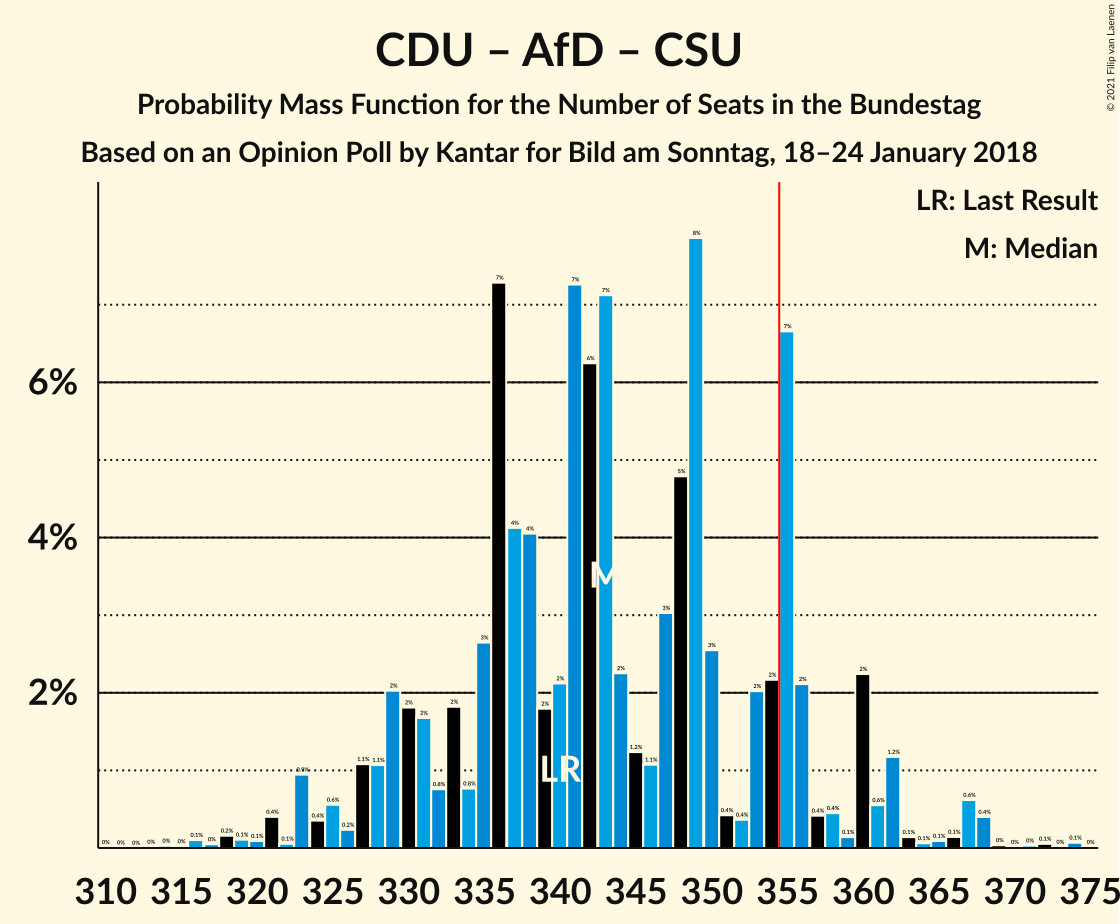 CDU – AfD – CSU
Probability Mass Function for the Number of Seats in the Bundestag
Based on an Opinion Poll by Kantar for Bild am Sonntag, 18–24 January 2018
© 2021 Filip van Laenen
LR: Last Result
M: Median
6%
4%
2%
0% 0% 0% 0% 0% 0% 0.1% 0% 0.2% 0.1% 0.1% 0.4% 0.1% 0.9% 0.4% 0.6% 0.2% 1.1% 1.1% 2% 2% 2% 0.8% 2% 0.8% 3% 7% 4% 4% 2% 2% 7% 6% 7% 2% 1.2% 1.1% 3% 5% 8% 3% 0.4% 0.4% 2% 2% 7% 2% 0.4% 0.4% 0.1% 2% 0.6% 1.2% 0.1% 0.1% 0.1% 0.1% 0.6% 0.4% 0% 0% 0% 0.1% 0% 0.1% 0%
M
LR
310 315 320 325 330 335 340 345 350 355 360 365 370 375